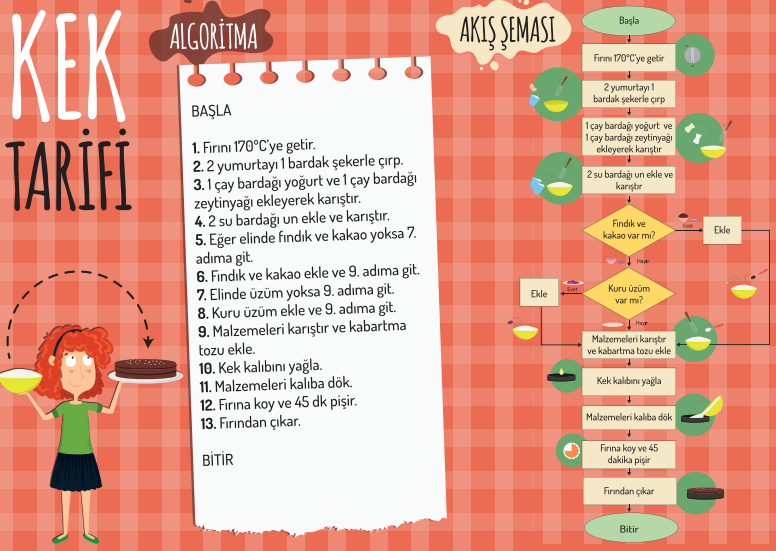 KEK
TARİFİ
ALGORİTMA
BAŞLA
1. Fırını 170°C'ye getir.
2. 2 yumurtayı 1 bardak şekerle çırp.
3. 1 çay bardağı yoğurt ve 1 çay bardağı
zeytinyağı ekleyerek karıştır.
4. 2 su bardağı un ekle ve karıştır.
5. Eğer elinde fındık ve kakao yoksa 7.
adıma git.
6. Fındık ve kakao ekle ve 9. adıma git.
7. Elinde üzüm yoksa 9. adıma git.
8. Kuru üzüm ekle ve 9. adıma git.
9. Malzemeleri karıştır ve kabartma
tozu ekle.
10. Kek kalıbını yağla.
11. Malzemeleri kalıba dök.
12. Fırına koy ve 45 dk pişir.
13. Fırından çıkar.
BİTİR
AKIŞ ŞEMASI
Başla
Fırını 170°C'ye getir
2 yumurtayı 1
bardak şekerle çırp
1 çay bardağı yoğurt ve
1 çay bardağı zeytinyağı
ekleyerek karıştır
2 su bardağı un ekle ve
karıştır
Fındık ve
kakao var mı?
Evet
Ekle
Hayır
Kuru üzüm
var mı?
Evet
Ekle
Hayır
Malzemeleri karıştır
ve kabartma tozu ekle
Kek kalıbını yağla
Malzemeleri kalıba dök
Fırına koy ve 45
dakika pişir
Fırından çıkar
Bitir